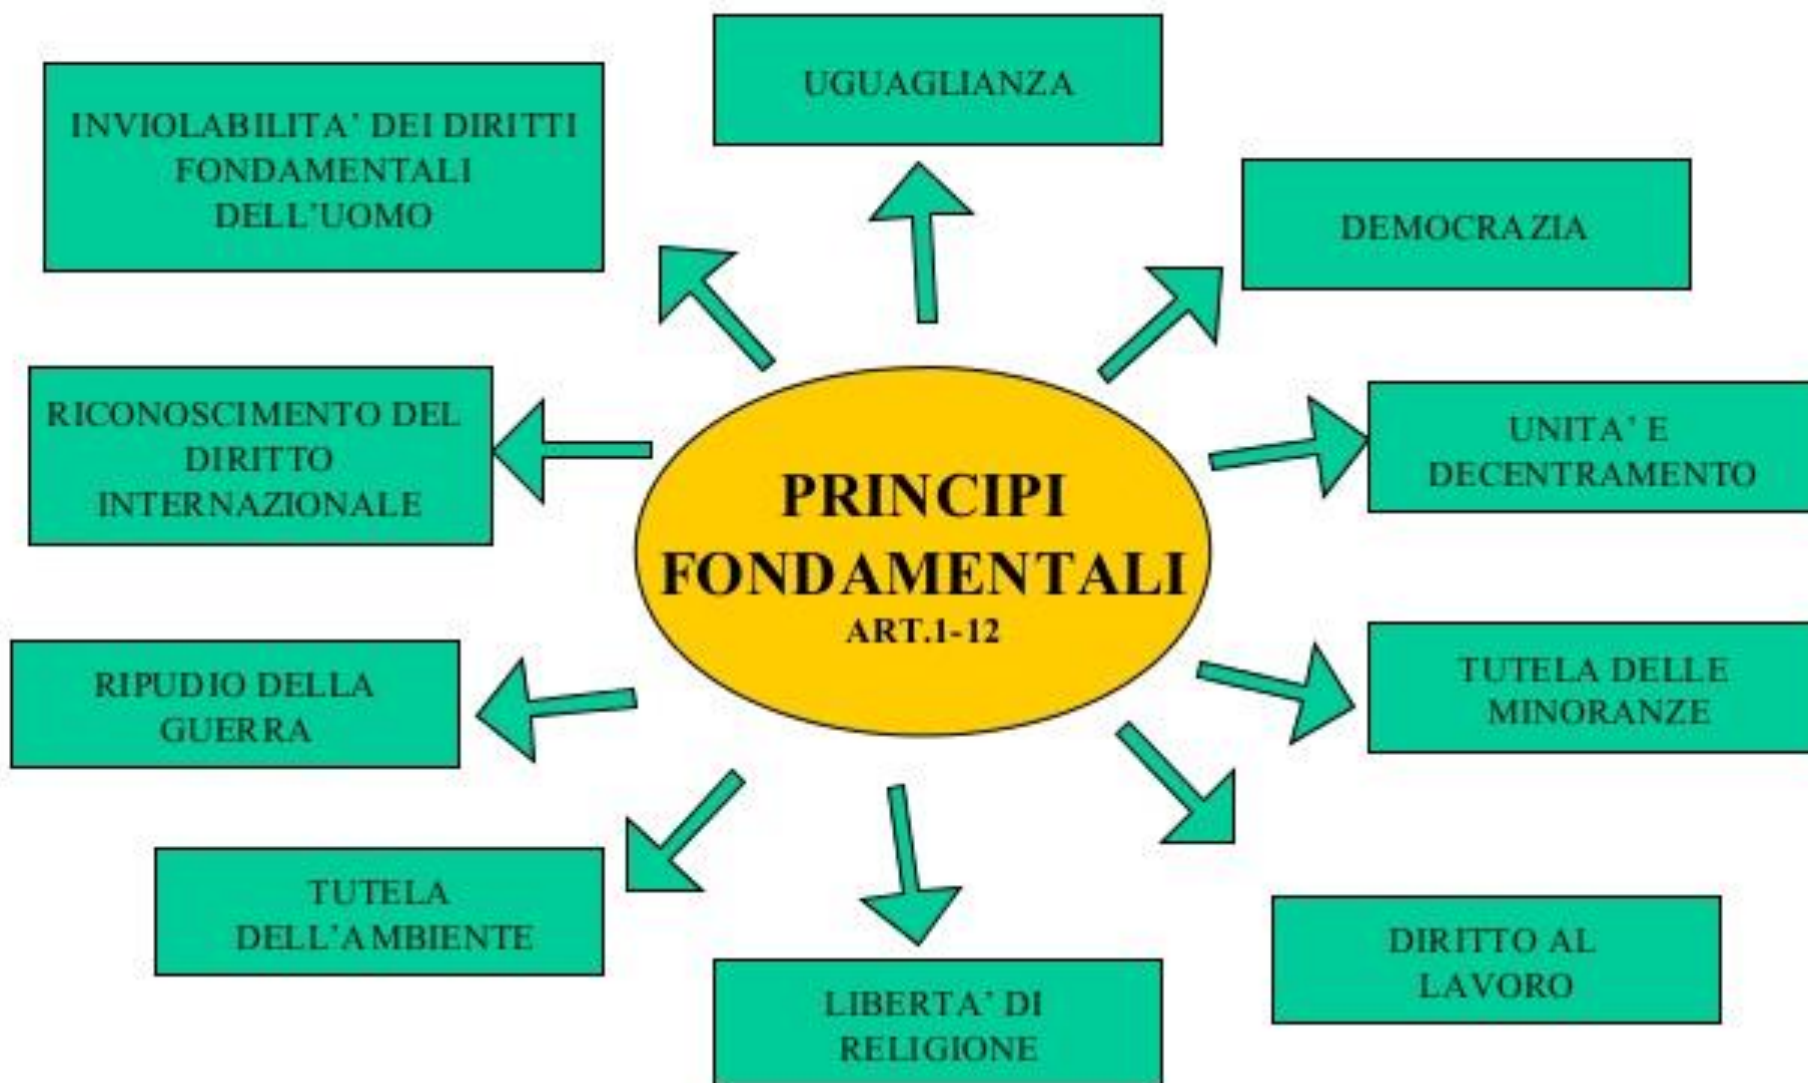 UGUAGLIANZA
INVIOLABILITA' DEI DIRITTI
FONDAMENTALI
DELL'UOMO
DEMOCRAZIA
RICONOSCIMENTO DEL
DIRITTO
INTERNAZIONALE
UNITA' E
DECENTRAMENTO
PRINCIPI
FONDAMENTALI
ART.1-12
RIPUDIO DELLA
GUERRA
TUTELA DELLE
MINORANZE
TUTELA
DELL'AMBIENTE
DIRITTO AL
LAVORO
LIBERTA' DI
RELIGIONE